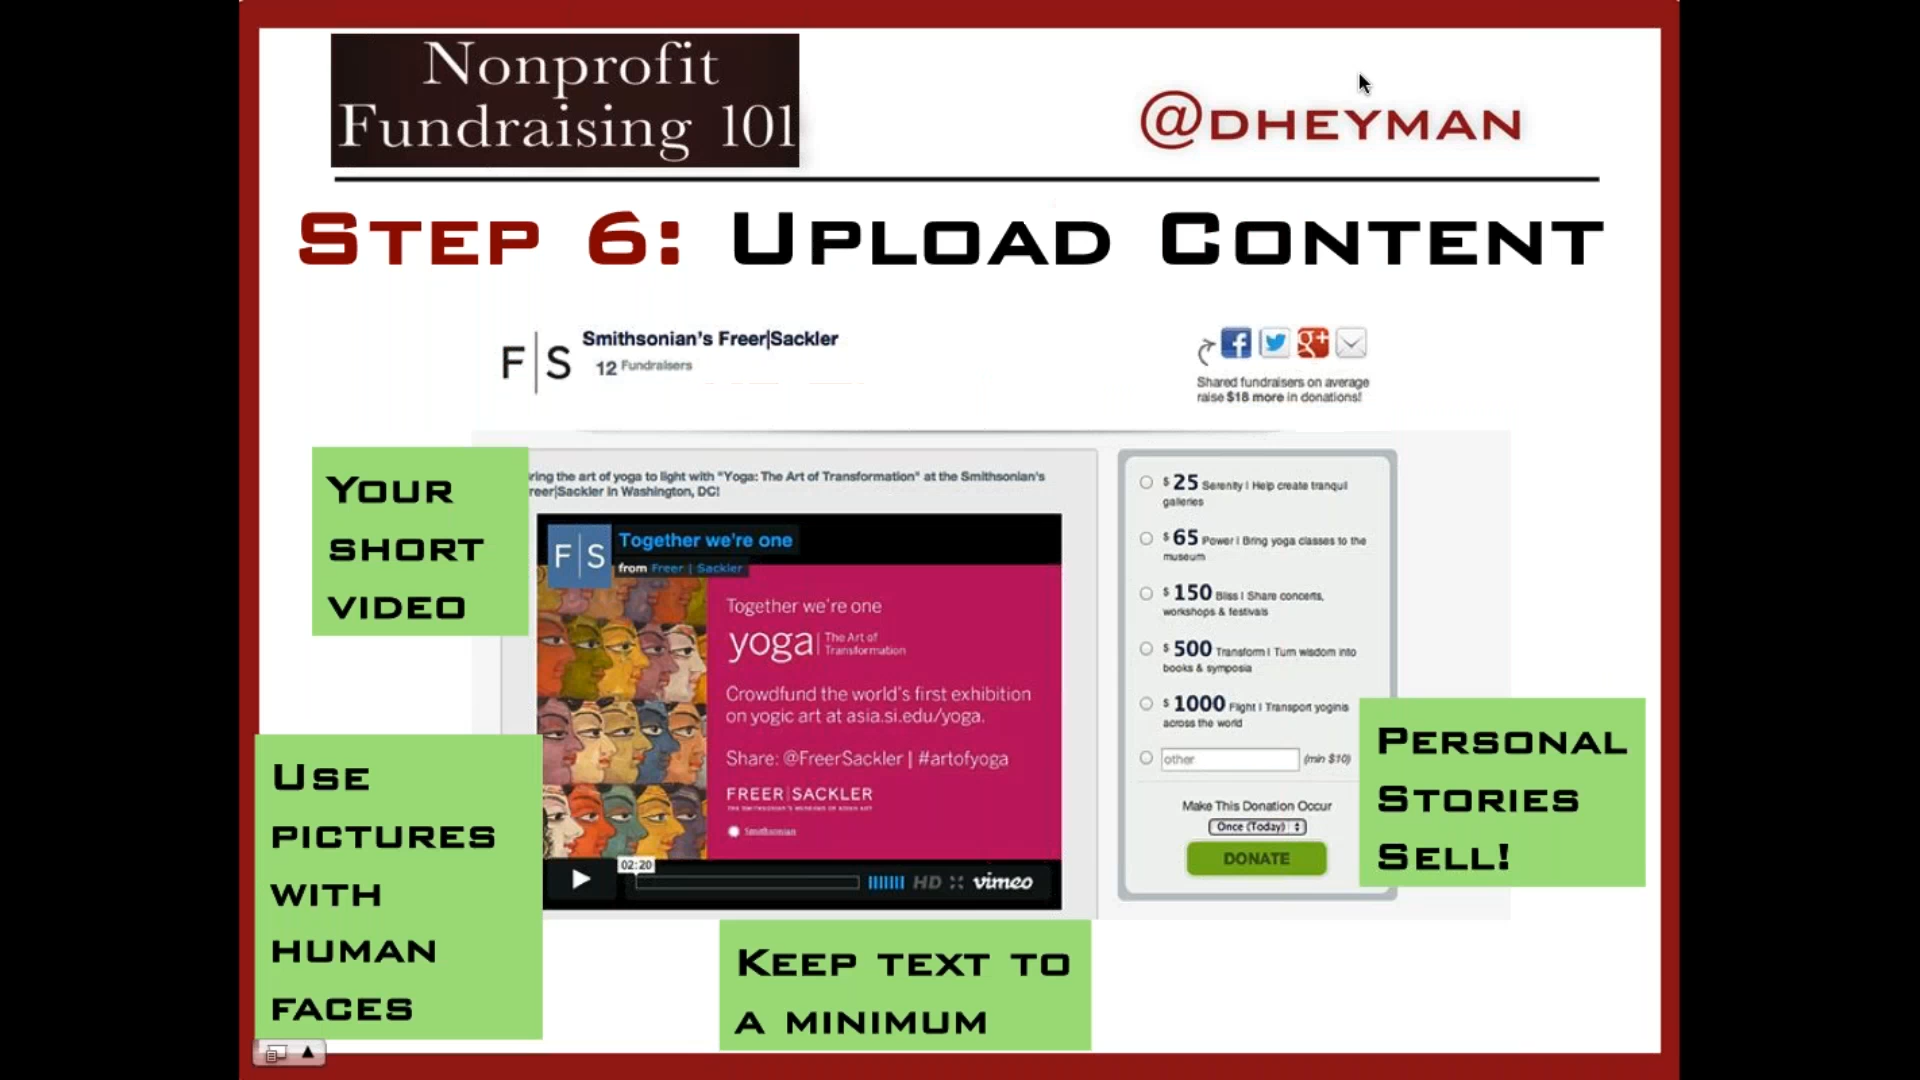 Nonprofit
Fundraising 101
@DHEYMAN
STEP 6: UPLOAD CONTENT
F|S
Smithsonian's Freer|Sackler
12 Fundraisers
Shared fundraisers on average
raise $18 more in donations!
YOUR
SHORT
VIDEO
ring the art of yoga to light with "Yoga: The Art of Transformation" at the Smithsonian's
reer|Sackler in Washington, DC!
F|S
Together we're one
from Freer | Sackler
Together we're one
yoga | The Art of
Transformation
Crowdfund the world's first exhibition
on yogic art at asia.si.edu/yoga.
Share: @FreerSackler | #artofyoga
FREER|SACKLER
THE SMITHSONIAN'S MUSEUMS OF ASIAN ART
Smithsonian
02:20
HD vimeo
$ 25 Serenity | Help create tranquil
galleries
$ 65 Power | Bring yoga classes to the
museum
$ 150 Bliss | Share concerts,
workshops & festivals
$ 500 Transform | Turn wisdom into
books & symposia
$ 1000 Flight | Transport yoginis
across the world
other (min $10)
Make This Donation Occur
Once (Today)
DONATE
USE
PICTURES
WITH
HUMAN
FACES
PERSONAL
STORIES
SELL!
KEEP TEXT TO
A MINIMUM